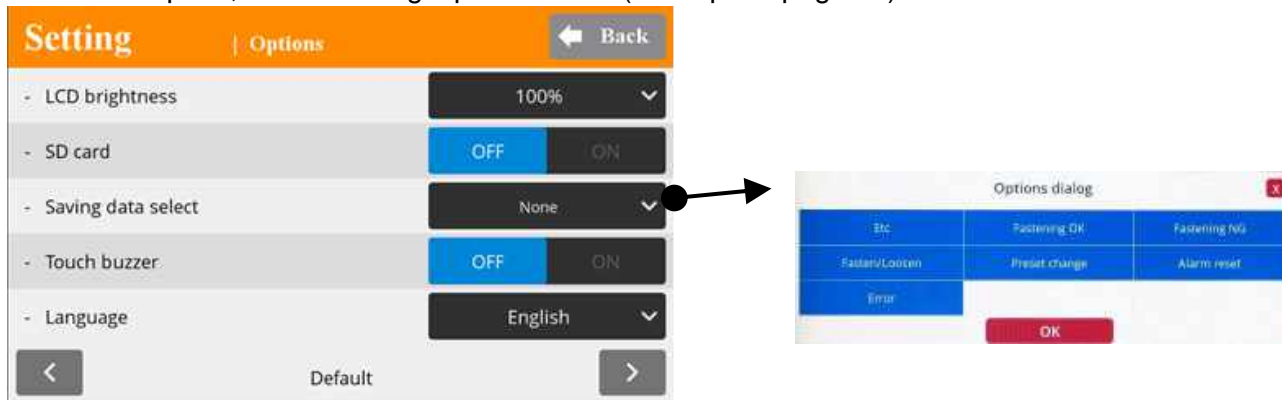 Setting | Options Back
- LCD brightness 100%
- SD card OFF ON
- Saving data select None
- Touch buzzer OFF ON
- Language English
< Default >
Options dialog X
Etc Fastening OK Fastening NG
Fasten/Loosen Preset change Alarm reset
Error
OK